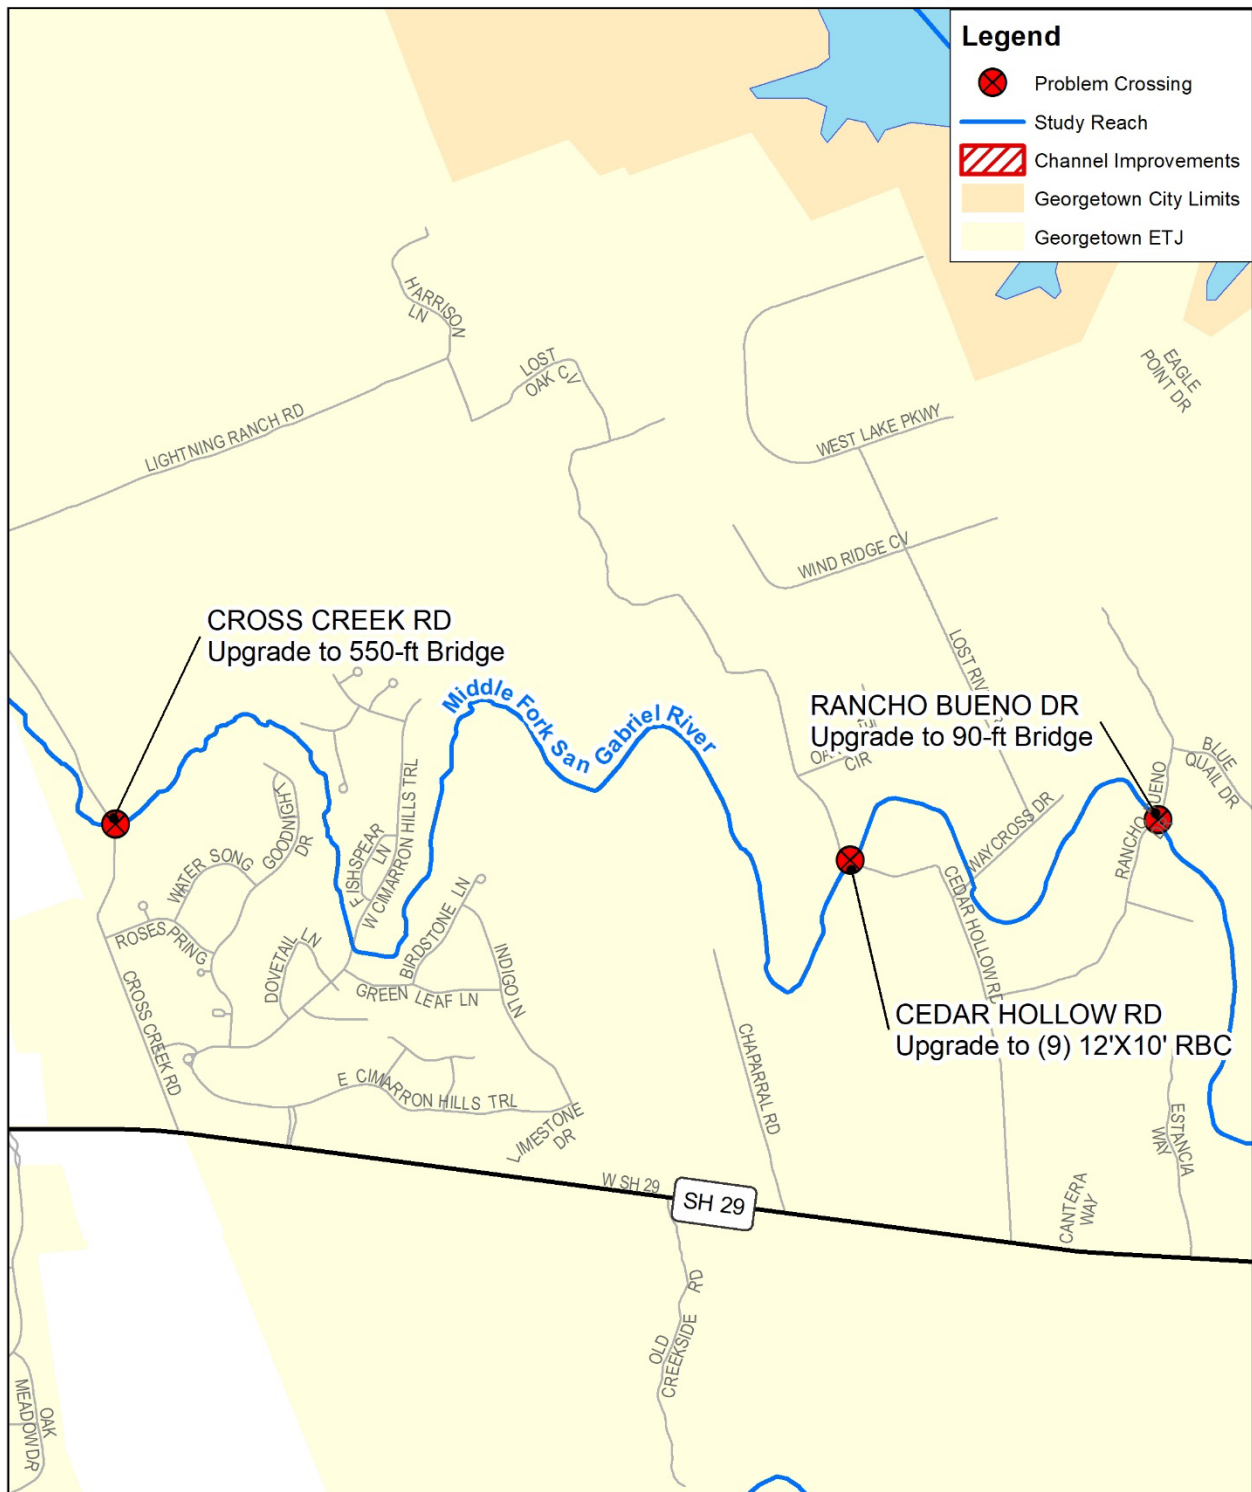 Legend
Problem Crossing
Study Reach
Channel Improvements
Georgetown City Limits
Georgetown ETJ
HARRISON
LN
LOST
OAK CV
LIGHTNING RANCH RD
EAGLE
POINT DR
WEST LAKE PKWY
WIND RIDGE CV
CROSS CREEK RD
Upgrade to 550-ft Bridge
Middle Fork San Gabriel River
RANCHO BUENO DR
Upgrade to 90-ft Bridge
CIR
BLUE
QUAIL DR
RANCHO BUENO
GOODNIGHT
DR
WATER SONG
FISHSPEAR
LN
W CIMARRON HILLS TRL
WAYCROSS DR
ROSESPRING
DOVETAIL LN
BIRDSTONE LN
INDIGO LN
GREEN LEAF LN
CEDAR HOLLOW RD
CROSS CREEK RD
CEDAR HOLLOW RD
Upgrade to (9) 12'X10' RBC
CHAPARRAL RD
E CIMARRON HILLS TRL
LIMESTONE
DR
ESTANCIA
WAY
W SH 29
SH 29
CANTERA
WAY
OLD
CREEKSIDE RD
OAK
MEADOW DR